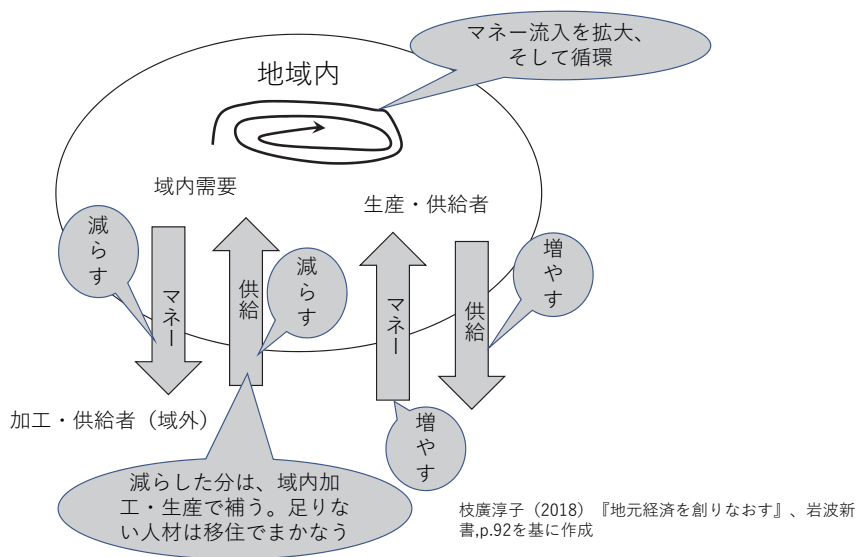 マネー流入を拡大、
そして循環
地域内
域内需要
生産・供給者
減らす
マネー
供給
減らす
マネー
供給
増やす
加工・供給者（域外）
増やす
減らした分は、域内加
工・生産で補う。足りな
い人材は移住でまかなう
枝廣淳子（2018）『地元経済を創りなおす』、岩波新
書,p.92を基に作成